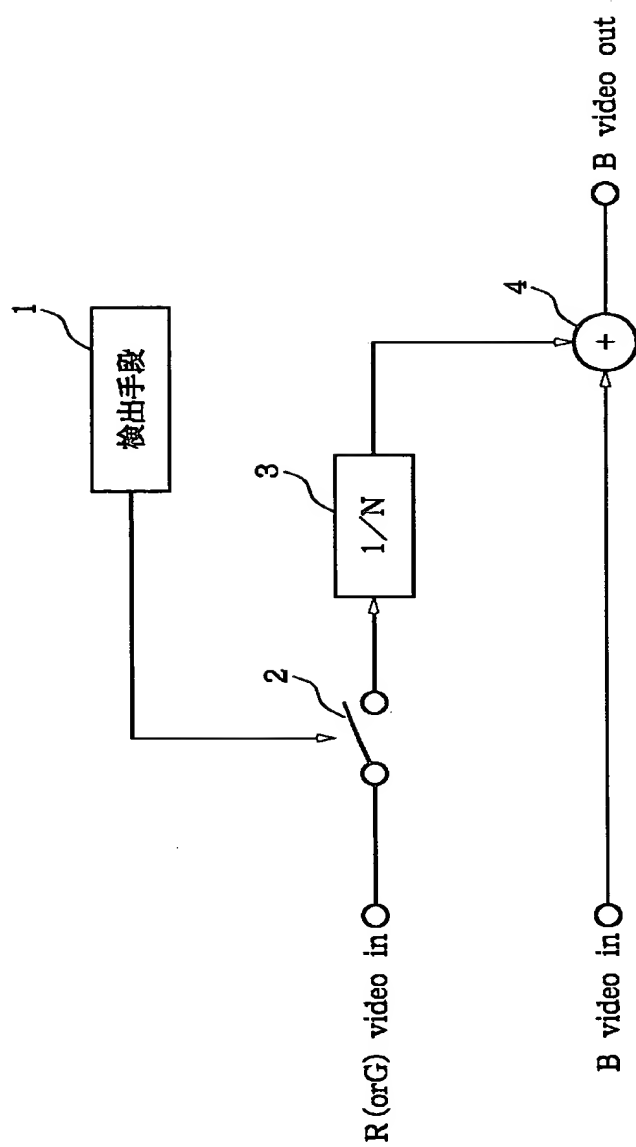 1
検出手段
2
3
1/N
R(orG) video in
4
+
B video in
B video out